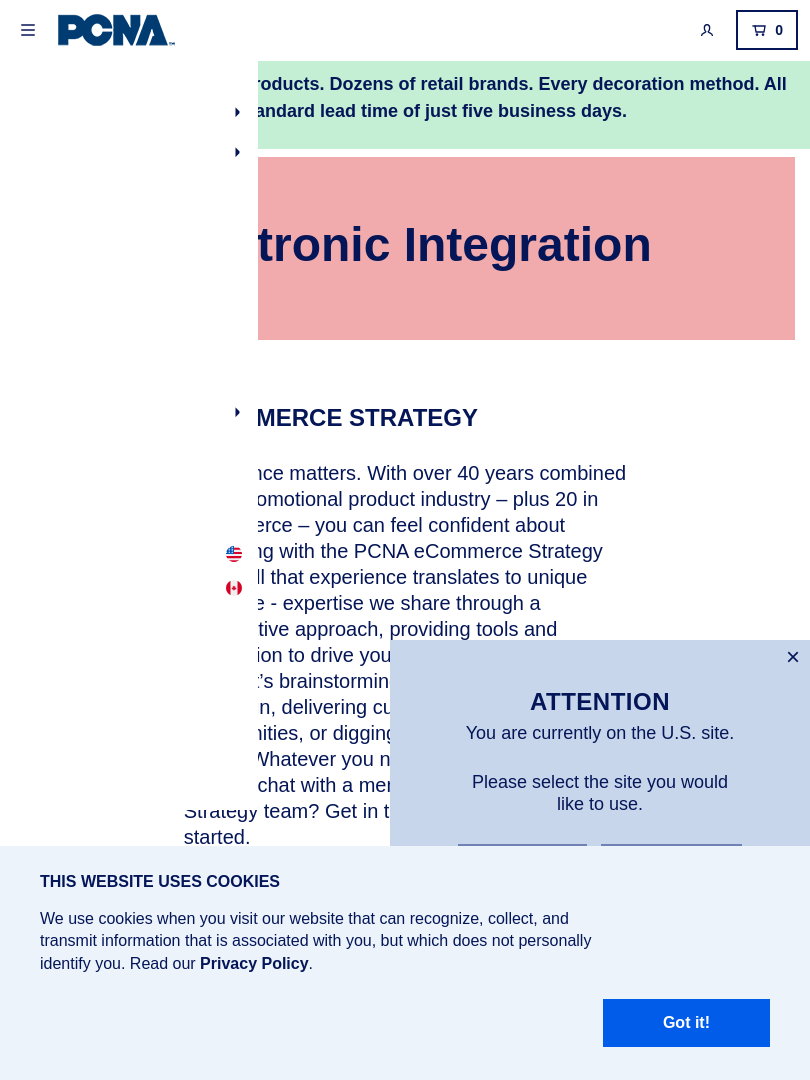 PCNA
0
roducts. Dozens of retail brands. Every decoration method. All
andard lead time of just five business days.
tronic Integration
MERCE STRATEGY
nce matters. With over 40 years combined
omotional product industry – plus 20 in
erce – you can feel confident about
ng with the PCNA eCommerce Strategy
ll that experience translates to unique
e - expertise we share through a
tive approach, providing tools and
ion to drive you
t’s brainstorming
n, delivering cu
nities, or digging
Whatever you n
chat with a mer
Strategy team? Get in t
started.
ATTENTION
You are currently on the U.S. site.
Please select the site you would
like to use.
THIS WEBSITE USES COOKIES
We use cookies when you visit our website that can recognize, collect, and
transmit information that is associated with you, but which does not personally
identify you. Read our Privacy Policy.
Got it!